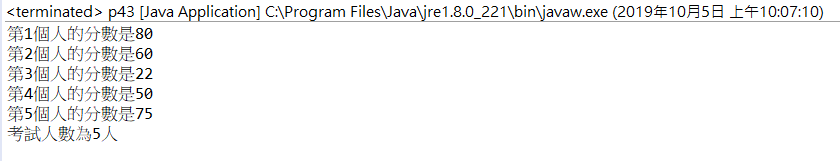 <terminated> p43 [Java Application] C:\Program Files\Java\jre1.8.0_221\bin\javaw.exe (2019年10月5日 上午10:07:10)
第1個人的分數是80
第2個人的分數是60
第3個人的分數是22
第4個人的分數是50
第5個人的分數是75
考試人數為5人